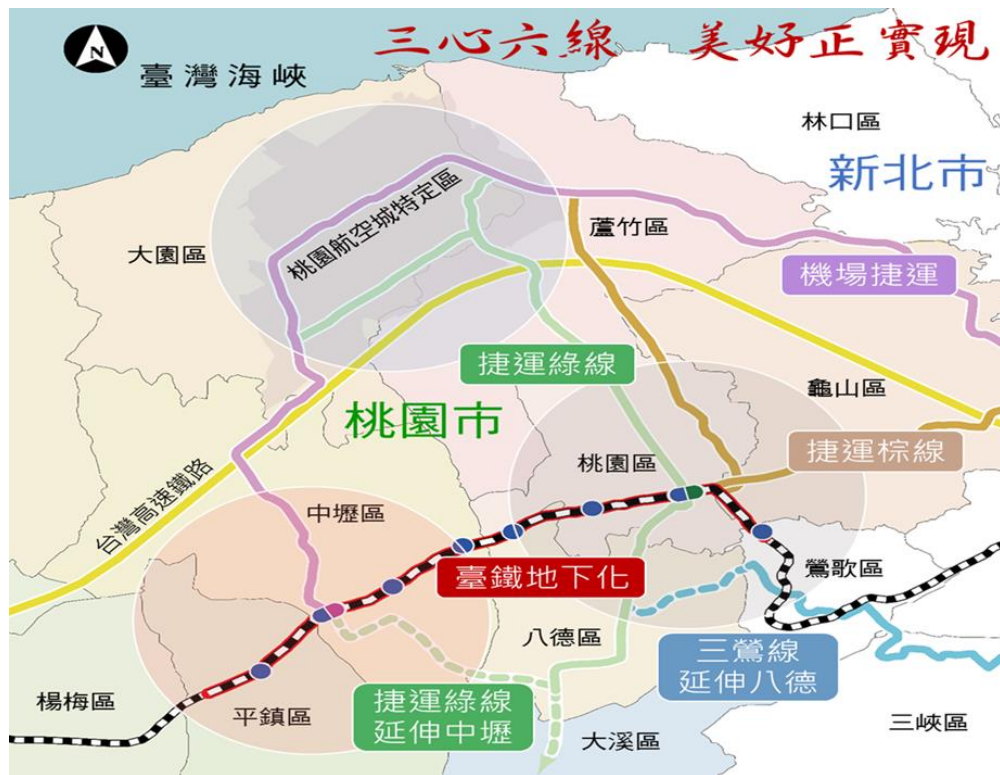 三心六線 美好正實現
N
臺灣海峽
林口區
新北市
蘆竹區
大園區
桃園航空城特定區
機場捷運
捷運綠線
龜山區
桃園市
捷運棕線
桃園區
台灣高速鐵路
中壢區
臺鐵地下化
鶯歌區
八德區
三鶯線
延伸八德
楊梅區
平鎮區
捷運綠線
延伸中壢
大溪區
三峽區